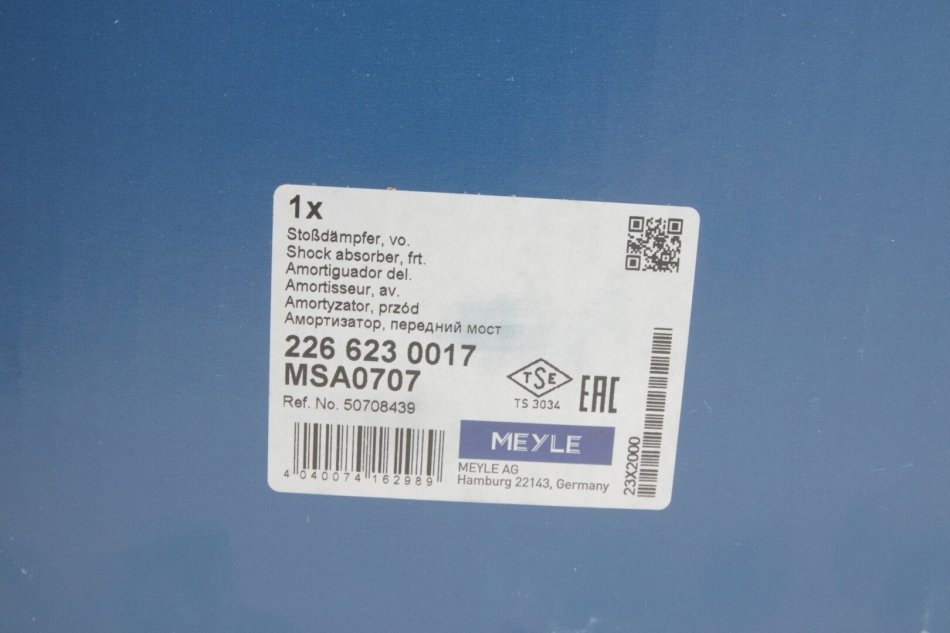 1x
Stoßdämpfer, vo.
Shock absorber, frt.
Amortiguador del.
Amortisseur, av.
Amortyzator, przód
Амортизатор, передний мост
226 623 0017
MSA0707
Ref. No. 50708439
TSE
TS 3034
EAC
MEYLE
MEYLE AG
Hamburg 22143, Germany
4 040074 162989
23X2000